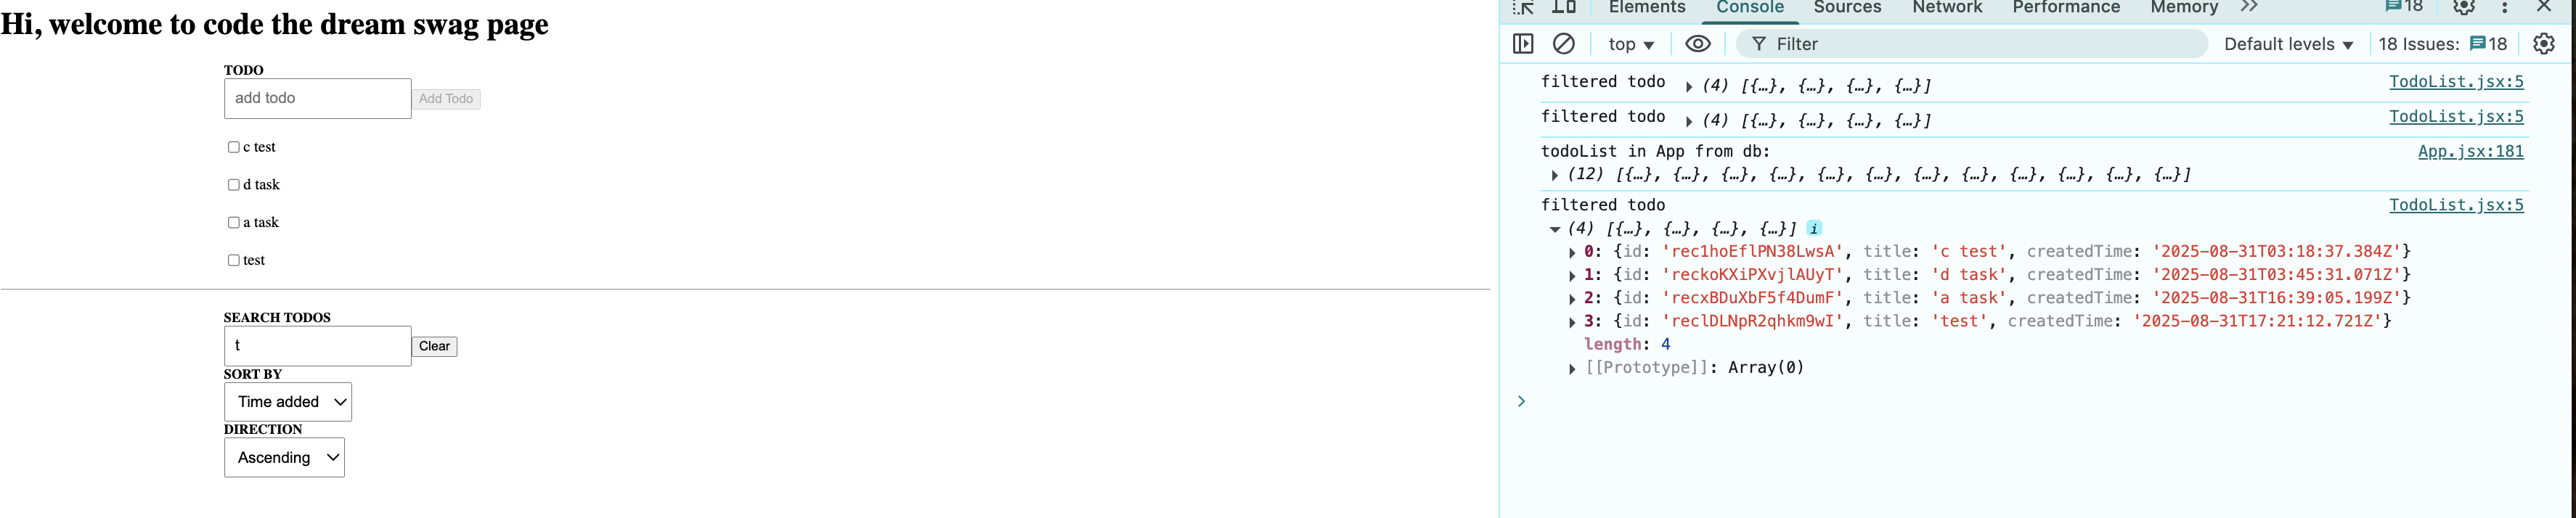 Hi, welcome to code the dream swag page
TODO
add todo
Add Todo
c test
d task
a task
test
SEARCH TODOS
t
Clear
SORT BY
Time added
DIRECTION
Ascending
Elements Console Sources Network Performance Memory 18
top Filter Default levels 18 Issues: 18
filtered todo (4) [{…}, {…}, {…}, {…}] TodoList.jsx:5
filtered todo (4) [{…}, {…}, {…}, {…}] TodoList.jsx:5
todoList in App from db: App.jsx:181
(12) [{…}, {…}, {…}, {…}, {…}, {…}, {…}, {…}, {…}, {…}, {…}, {…}]
filtered todo TodoList.jsx:5
(4) [{…}, {…}, {…}, {…}] i
0: {id: 'rec1hoEflPN38LwsA', title: 'c test', createdTime: '2025-08-31T03:18:37.384Z'}
1: {id: 'reckoKXiPXvjlAUyT', title: 'd task', createdTime: '2025-08-31T03:45:31.071Z'}
2: {id: 'recxBDuXbF5f4DumF', title: 'a task', createdTime: '2025-08-31T16:39:05.199Z'}
3: {id: 'reclDLNpR2qhkm9wI', title: 'test', createdTime: '2025-08-31T17:21:12.721Z'}
length: 4
[[Prototype]]: Array(0)